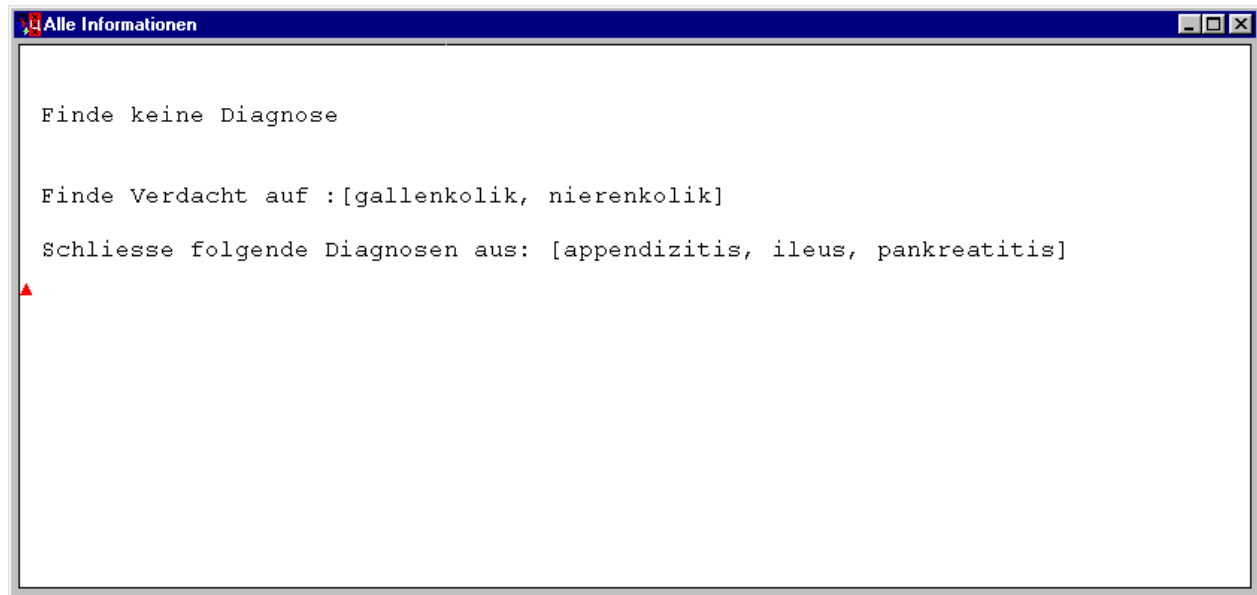 Alle Informationen
Finde keine Diagnose
Finde Verdacht auf :[gallenkolik, nierenkolik]
Schliesse folgende Diagnosen aus: [appendizitis, ileus, pankreatitis]